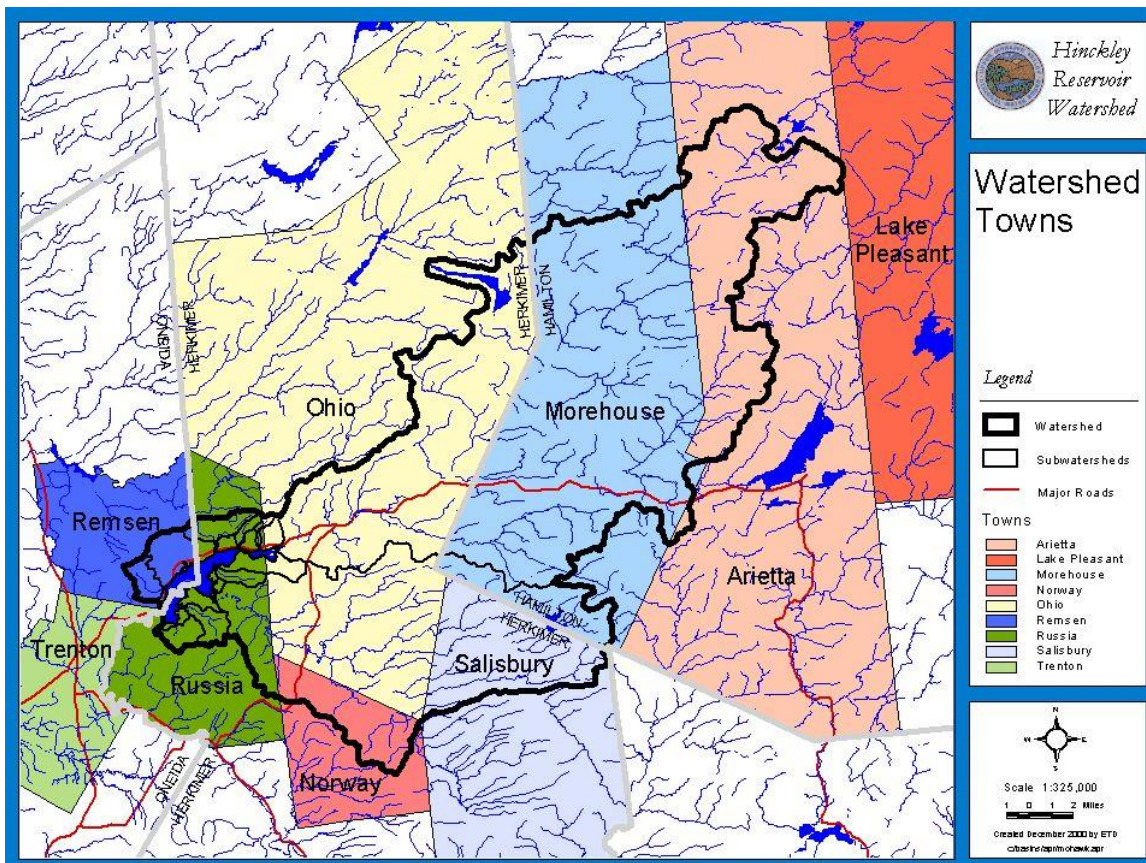 Hinckley
Reservoir
Watershed
Watershed
Towns
Lake
Pleasant
HERKIMER
HAMILTON
ONEIDA
HERKIMER
Ohio
Morehouse
Remsen
Arietta
HAMILTON
HERKIMER
Trenton
Salisbury
Russia
Norway
ONEIDA
HERKIMER
Legend
Watershed
Subwatersheds
Major Roads
Towns
Arietta
Lake Pleasant
Morehouse
Norway
Ohio
Remsen
Russia
Salisbury
Trenton
N
W E
S
Scale 1:325,000
1 0 1 2 Miles
Created December 2000 by ETD